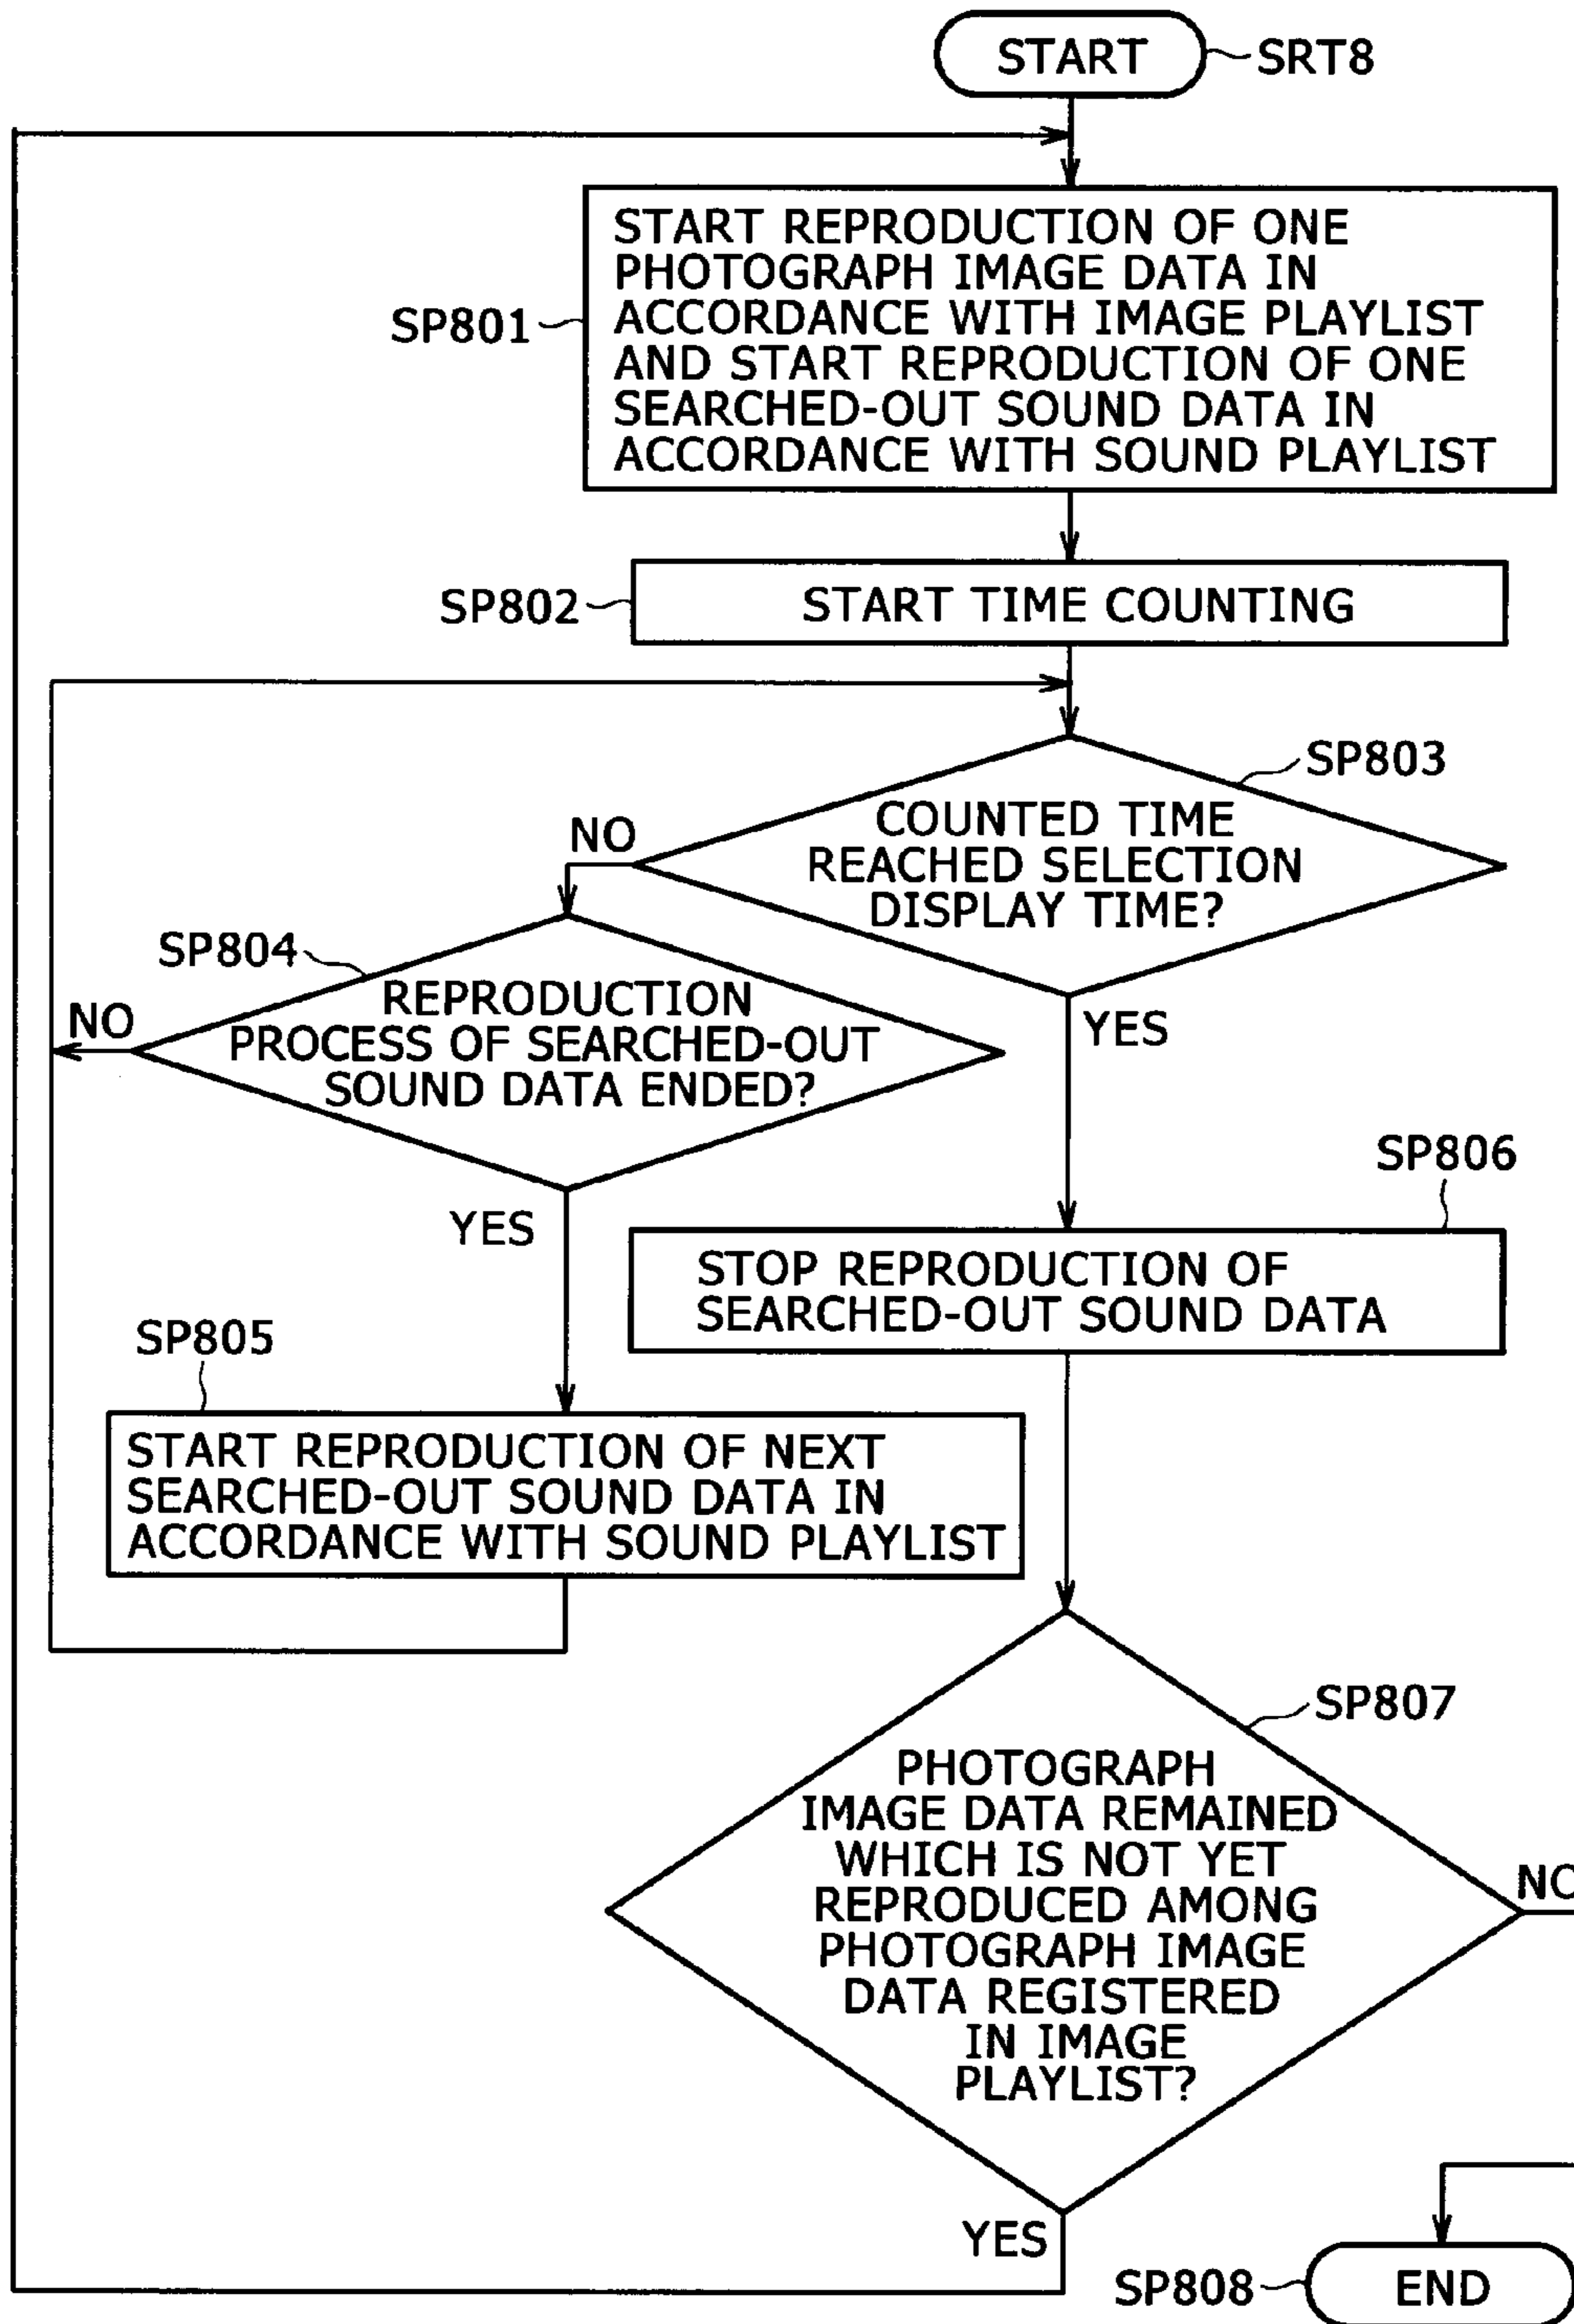 START
SRT8
START REPRODUCTION OF ONE
PHOTOGRAPH IMAGE DATA IN
ACCORDANCE WITH IMAGE PLAYLIST
AND START REPRODUCTION OF ONE
SEARCHED-OUT SOUND DATA IN
ACCORDANCE WITH SOUND PLAYLIST
SP801
START TIME COUNTING
SP802
SP803
COUNTED TIME
REACHED SELECTION
DISPLAY TIME?
NO
YES
SP804
REPRODUCTION
PROCESS OF SEARCHED-OUT
SOUND DATA ENDED?
NO
YES
SP806
STOP REPRODUCTION OF
SEARCHED-OUT SOUND DATA
SP805
START REPRODUCTION OF NEXT
SEARCHED-OUT SOUND DATA IN
ACCORDANCE WITH SOUND PLAYLIST
SP807
PHOTOGRAPH
IMAGE DATA REMAINED
WHICH IS NOT YET
REPRODUCED AMONG
PHOTOGRAPH IMAGE
DATA REGISTERED
IN IMAGE
PLAYLIST?
NO
YES
SP808
END